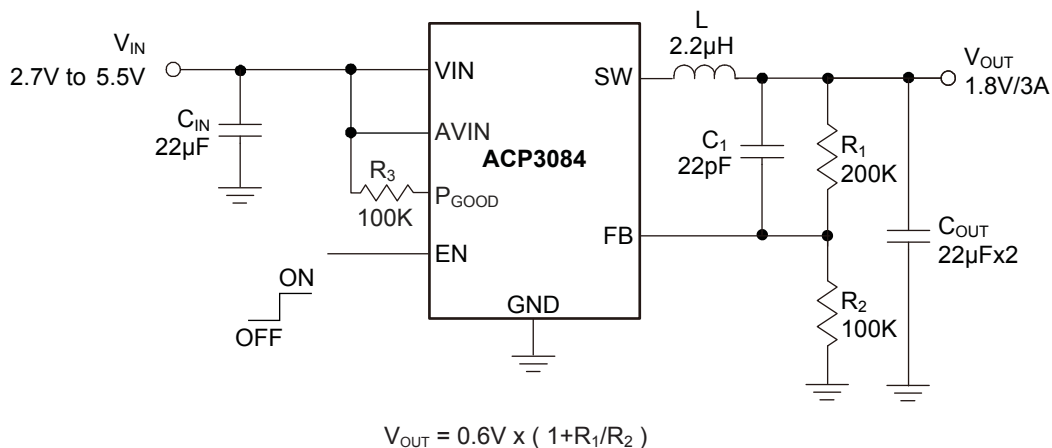 V_IN
2.7V to 5.5V
C_IN
22µF
VIN
AVIN
R_3
100K
P_GOOD
EN
ON
OFF
ACP3084
GND
SW
FB
L
2.2µH
C_1
22pF
R_1
200K
R_2
100K
V_OUT
1.8V/3A
C_OUT
22µFx2
V_OUT = 0.6V x ( 1+R_1/R_2 )